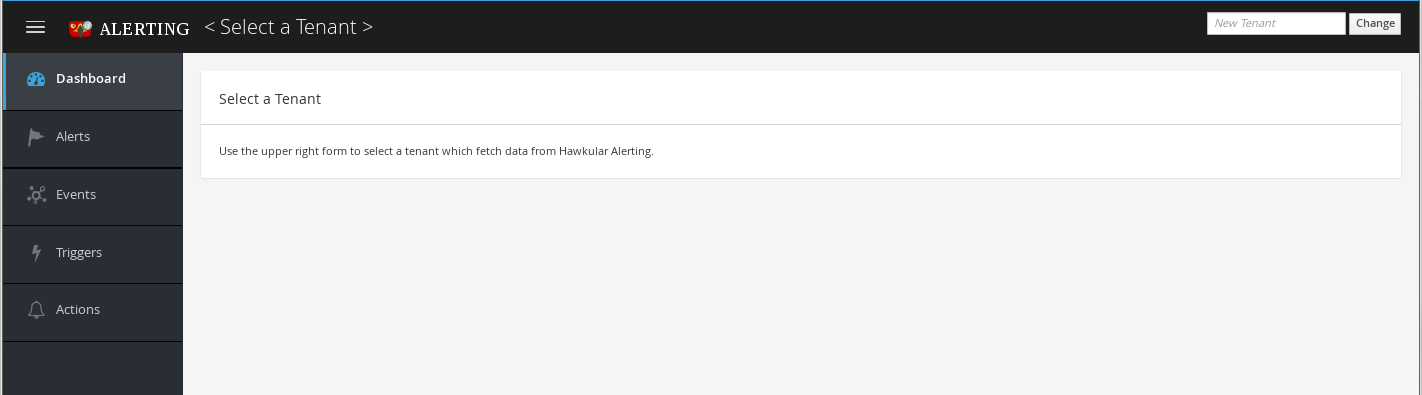 ALERTING < Select a Tenant > New Tenant Change
Dashboard
Alerts
Events
Triggers
Actions
Select a Tenant
Use the upper right form to select a tenant which fetch data from Hawkular Alerting.